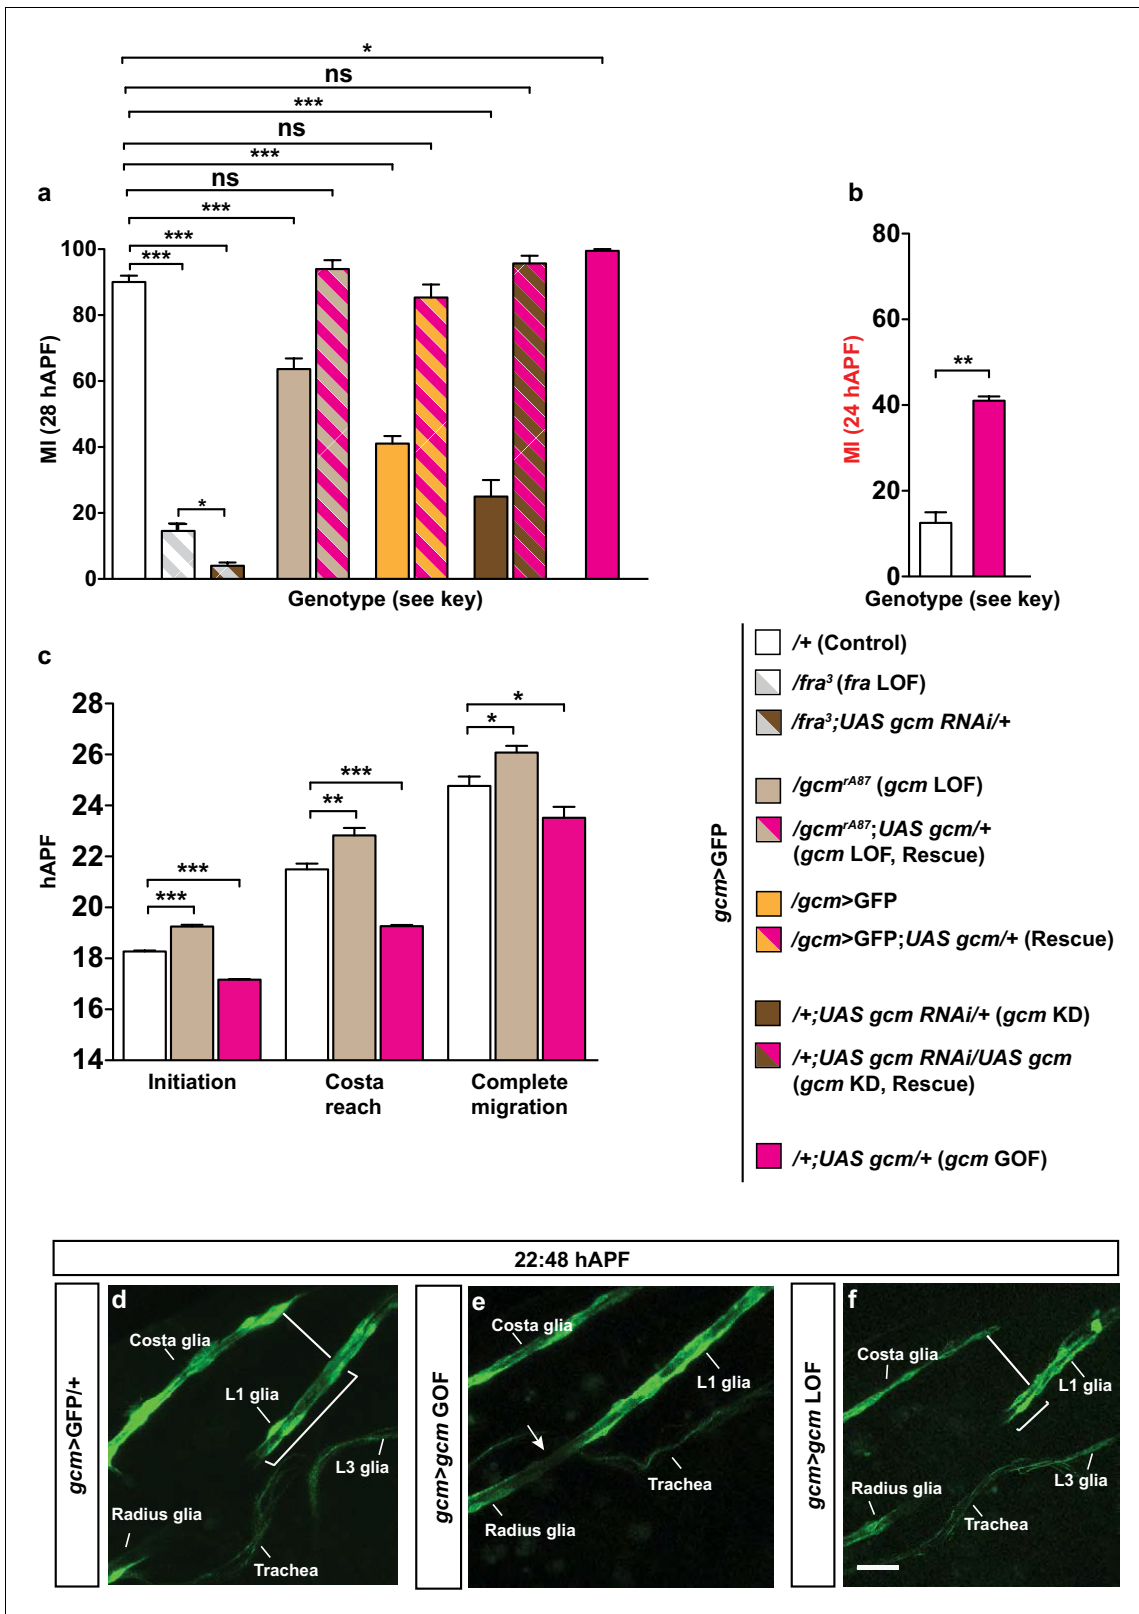 *
ns
***
ns
***
ns
***
***
***
*
a
MI (28 hAPF)
100
80
60
40
20
0
Genotype (see key)
b
MI (24 hAPF)
80
60
40
20
0
**
Genotype (see key)
c
hAPF
28
26
24
22
20
18
16
14
***
***
***
**
*
*
Initiation
Costa
reach
Complete
migration
gcm>GFP
/+ (Control)
/fra³ (fra LOF)
/fra³;UAS gcm RNAi/+
/gcmʳᴬ⁸⁷ (gcm LOF)
/gcmʳᴬ⁸⁷;UAS gcm/+
(gcm LOF, Rescue)
/gcm>GFP
/gcm>GFP;UAS gcm/+ (Rescue)
/+;UAS gcm RNAi/+ (gcm KD)
/+;UAS gcm RNAi/UAS gcm
(gcm KD, Rescue)
/+;UAS gcm/+ (gcm GOF)
22:48 hAPF
gcm>GFP/+
d
Costa glia
L1 glia
L3 glia
Radius glia
Trachea
gcm>gcm GOF
e
Costa glia
L1 glia
Trachea
Radius glia
gcm>gcm LOF
f
Costa glia
L1 glia
L3 glia
Radius glia
Trachea